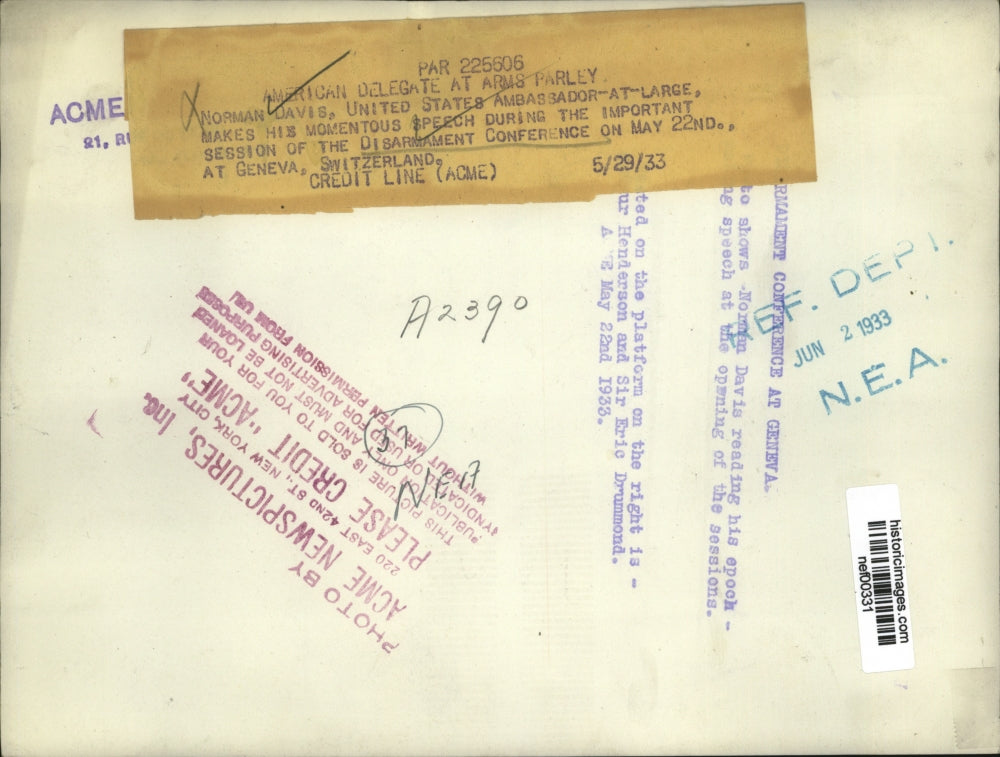 PAR 225606
AMERICAN DELEGATE AT ARMS PARLEY.
NORMAN DAVIS, UNITED STATES AMBASSADOR-AT-LARGE,
MAKES HIS MOMENTOUS SPEECH DURING THE IMPORTANT
SESSION OF THE DISARMAMENT CONFERENCE ON MAY 22ND.,
AT GENEVA, SWITZERLAND.
CREDIT LINE (ACME) 5/29/33
ACME
21, R
RMAMENT CONFERENCE AT GENEVA.
to shows -Norman Davis reading his epoch -
ng speech at the opwning of the sessions.
ted on the platform on the right is -
ur Henderson and Sir Eric Drummond.
A E May 22nd 1933.
A2390
REF. DEPT.
JUN 2 1933
N.E.A.
33
NEA
PHOTO BY
ACME NEWSPICTURES, Inc.
220 EAST 42ND ST., NEW YORK, CITY
PLEASE CREDIT "ACME"
THIS PICTURE IS SOLD TO YOU FOR YOUR
PUBLICATION ONLY AND MUST NOT BE LOANED
SYNDICATED OR USED FOR ADVERTISING PURPOSES
WITHOUT WRITTEN PERMISSION FROM US
historicimages.com
nef00331